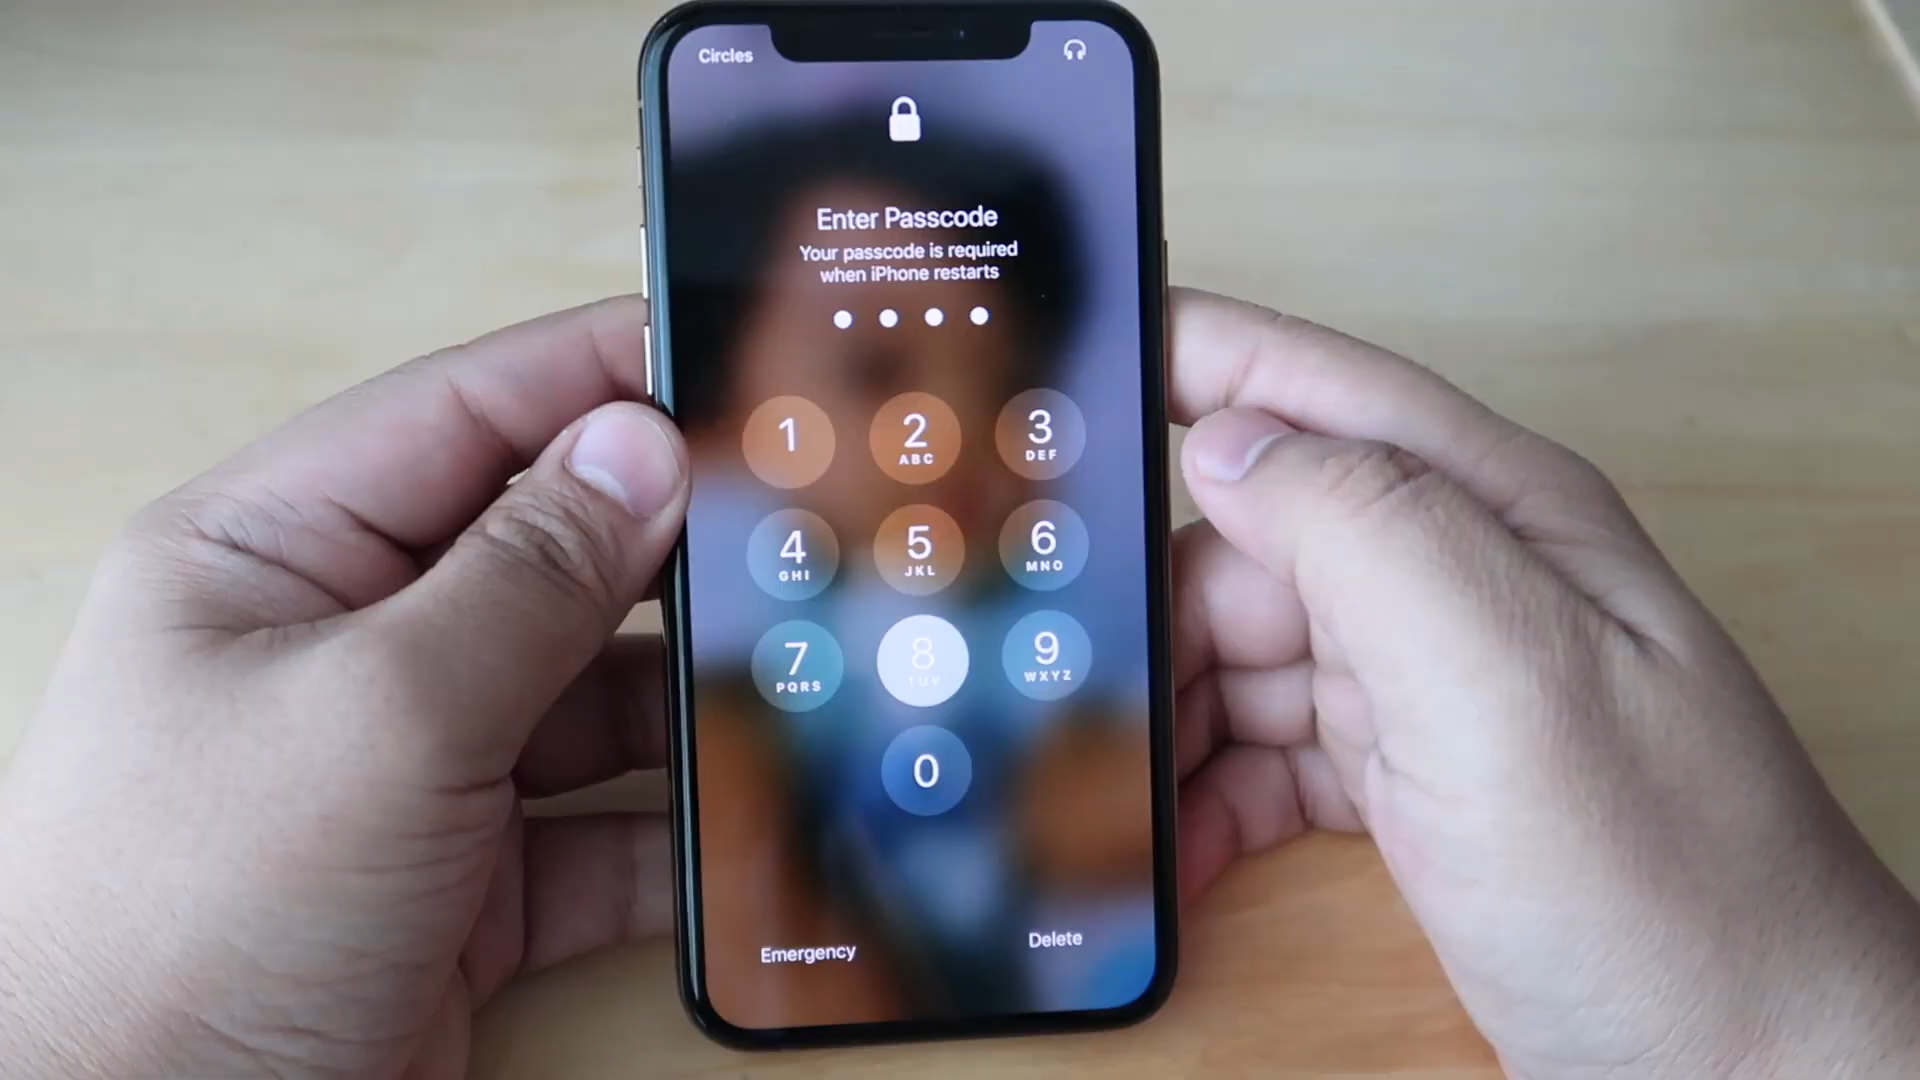 Circles
Enter Passcode
Your passcode is required
when iPhone restarts
1 2 3
ABC DEF
4 5 6
GHI JKL MNO
7 8 9
PQRS TUV WXYZ
0
Emergency Delete